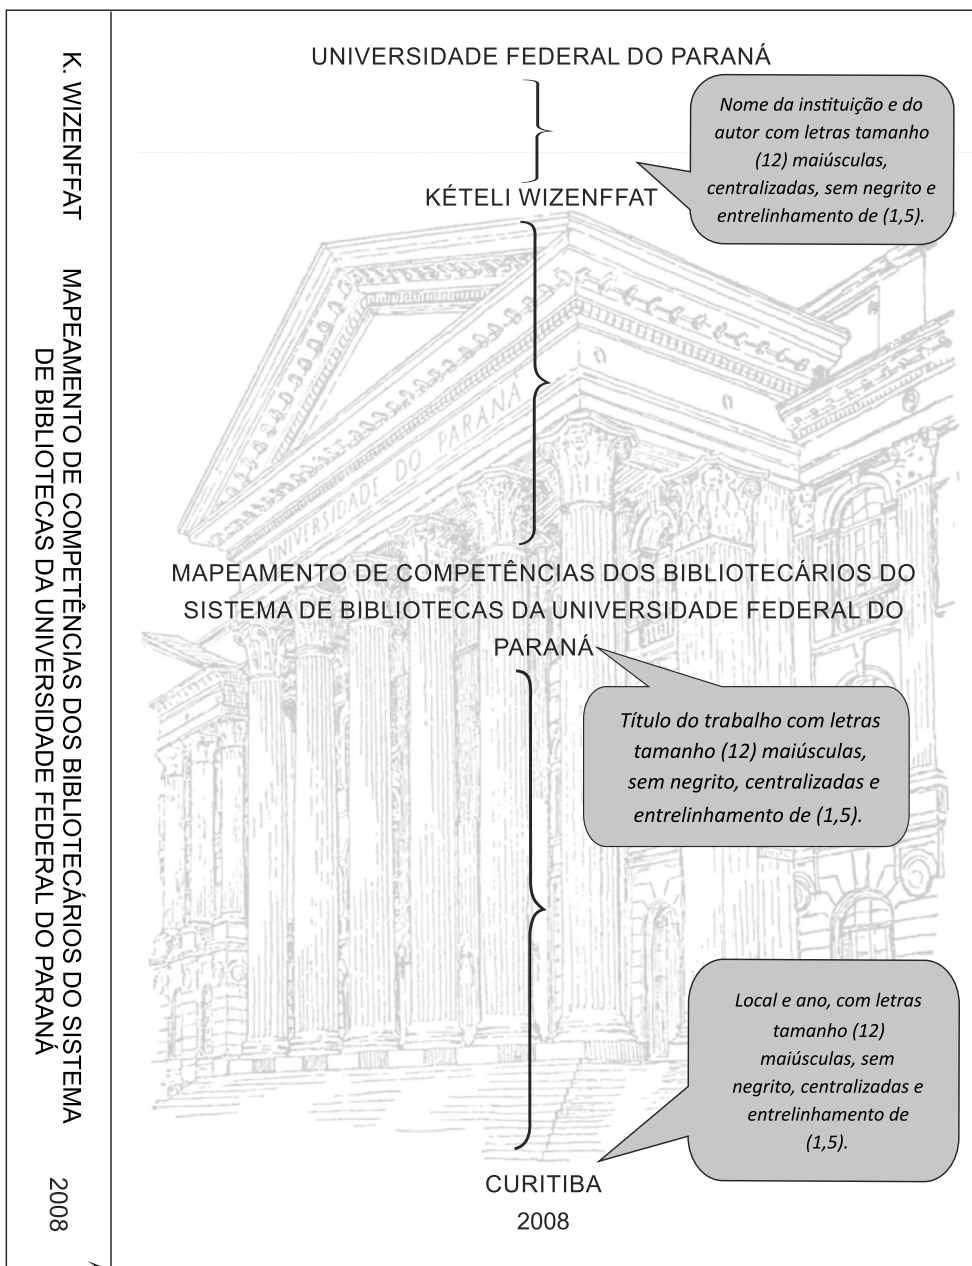 K. WIZENFFAT
MAPEAMENTO DE COMPETÊNCIAS DOS BIBLIOTECÁRIOS DO SISTEMA
DE BIBLIOTECAS DA UNIVERSIDADE FEDERAL DO PARANÁ
2008
UNIVERSIDADE FEDERAL DO PARANÁ
Nome da instituição e do
autor com letras tamanho
(12) maiúsculas,
centralizadas, sem negrito e
entrelinhamento de (1,5).
KÉTELI WIZENFFAT
UNIVERSIDADE DO PARANÁ
MAPEAMENTO DE COMPETÊNCIAS DOS BIBLIOTECÁRIOS DO
SISTEMA DE BIBLIOTECAS DA UNIVERSIDADE FEDERAL DO
PARANÁ
Título do trabalho com letras
tamanho (12) maiúsculas,
sem negrito, centralizadas e
entrelinhamento de (1,5).
Local e ano, com letras
tamanho (12)
maiúsculas, sem
negrito, centralizadas e
entrelinhamento de
(1,5).
CURITIBA
2008